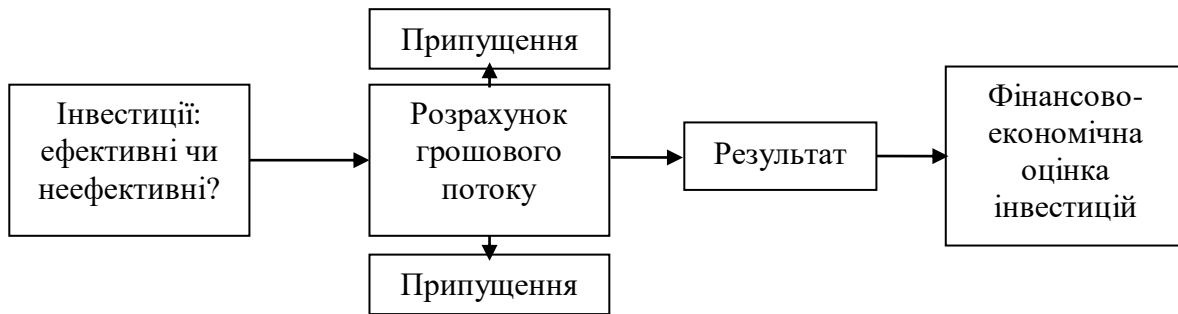 Припущення
Інвестиції:
ефективні чи
неефективні?
Розрахунок
грошового
потоку
Результат
Фінансово-
економічна
оцінка
інвестицій
Припущення